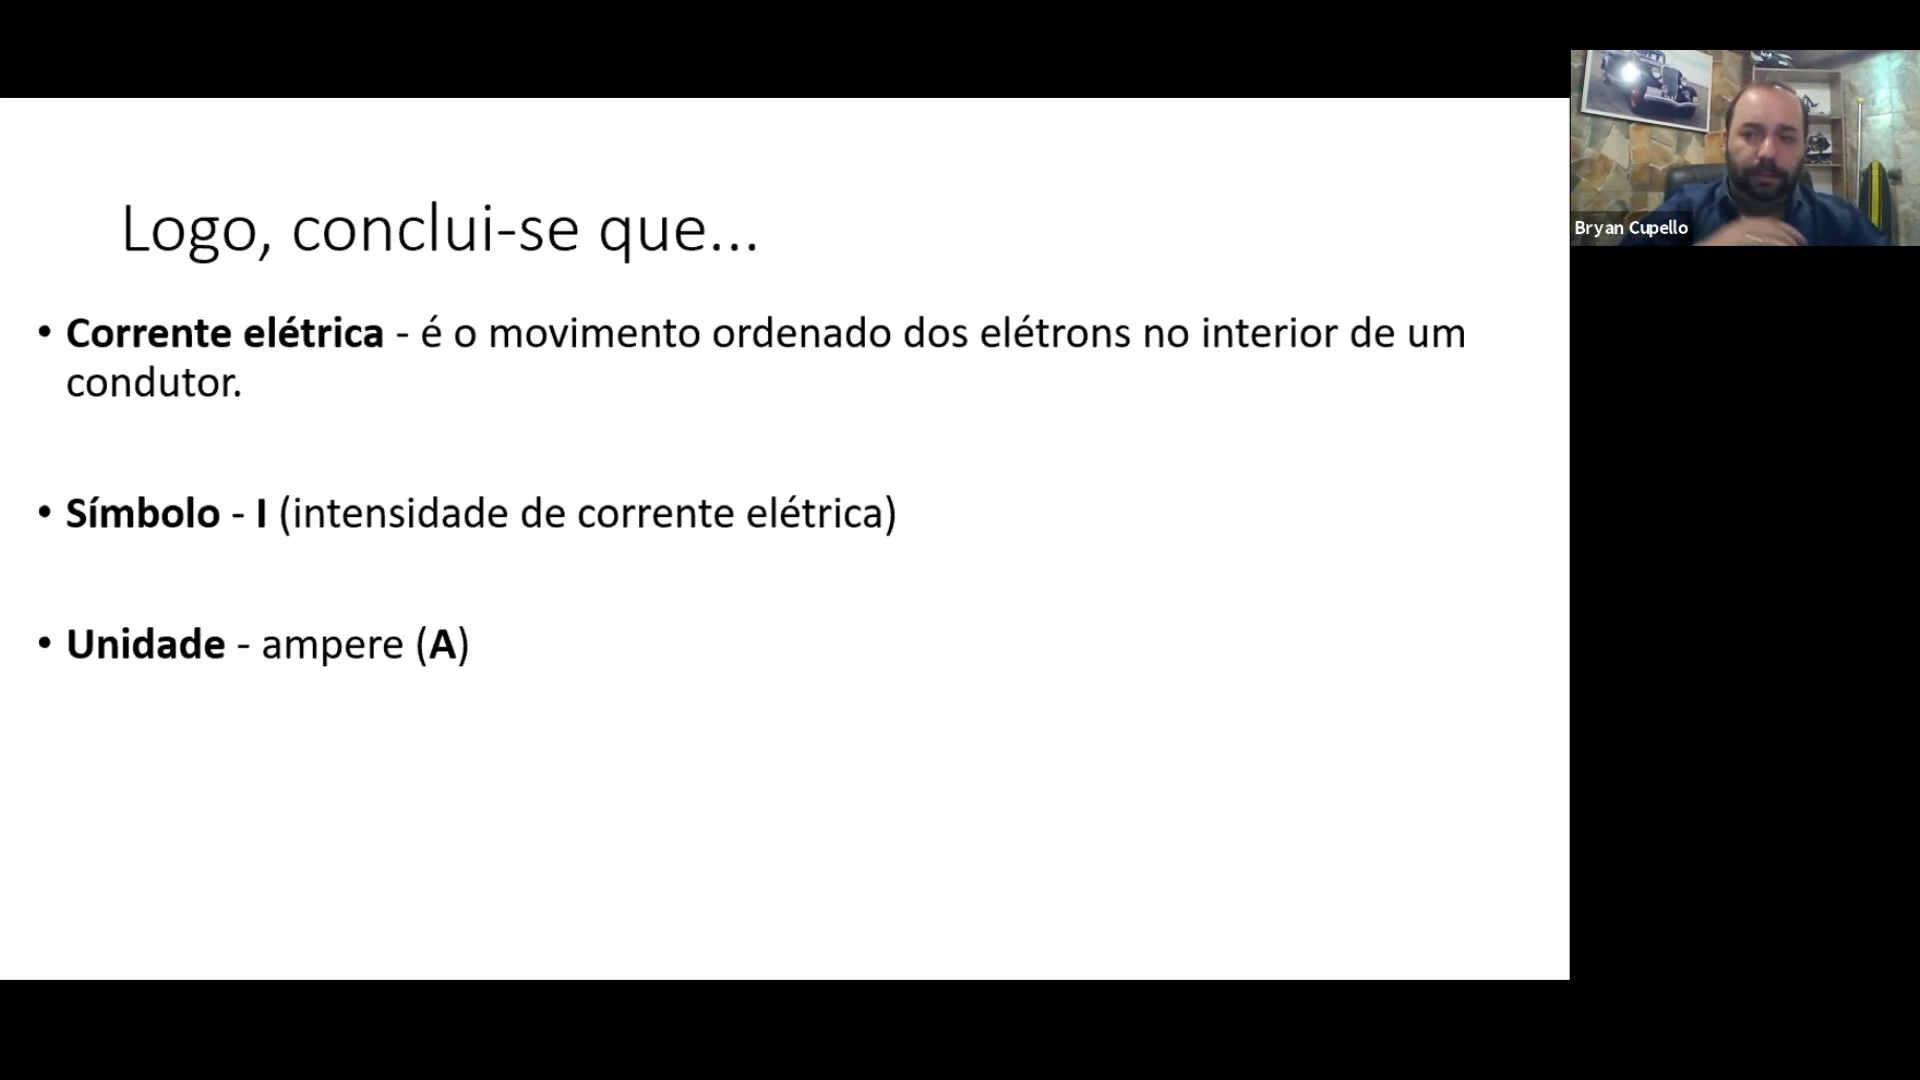 Logo, conclui-se que...
• Corrente elétrica - é o movimento ordenado dos elétrons no interior de um
condutor.
• Símbolo - I (intensidade de corrente elétrica)
• Unidade - ampere (A)
Bryan Cupello